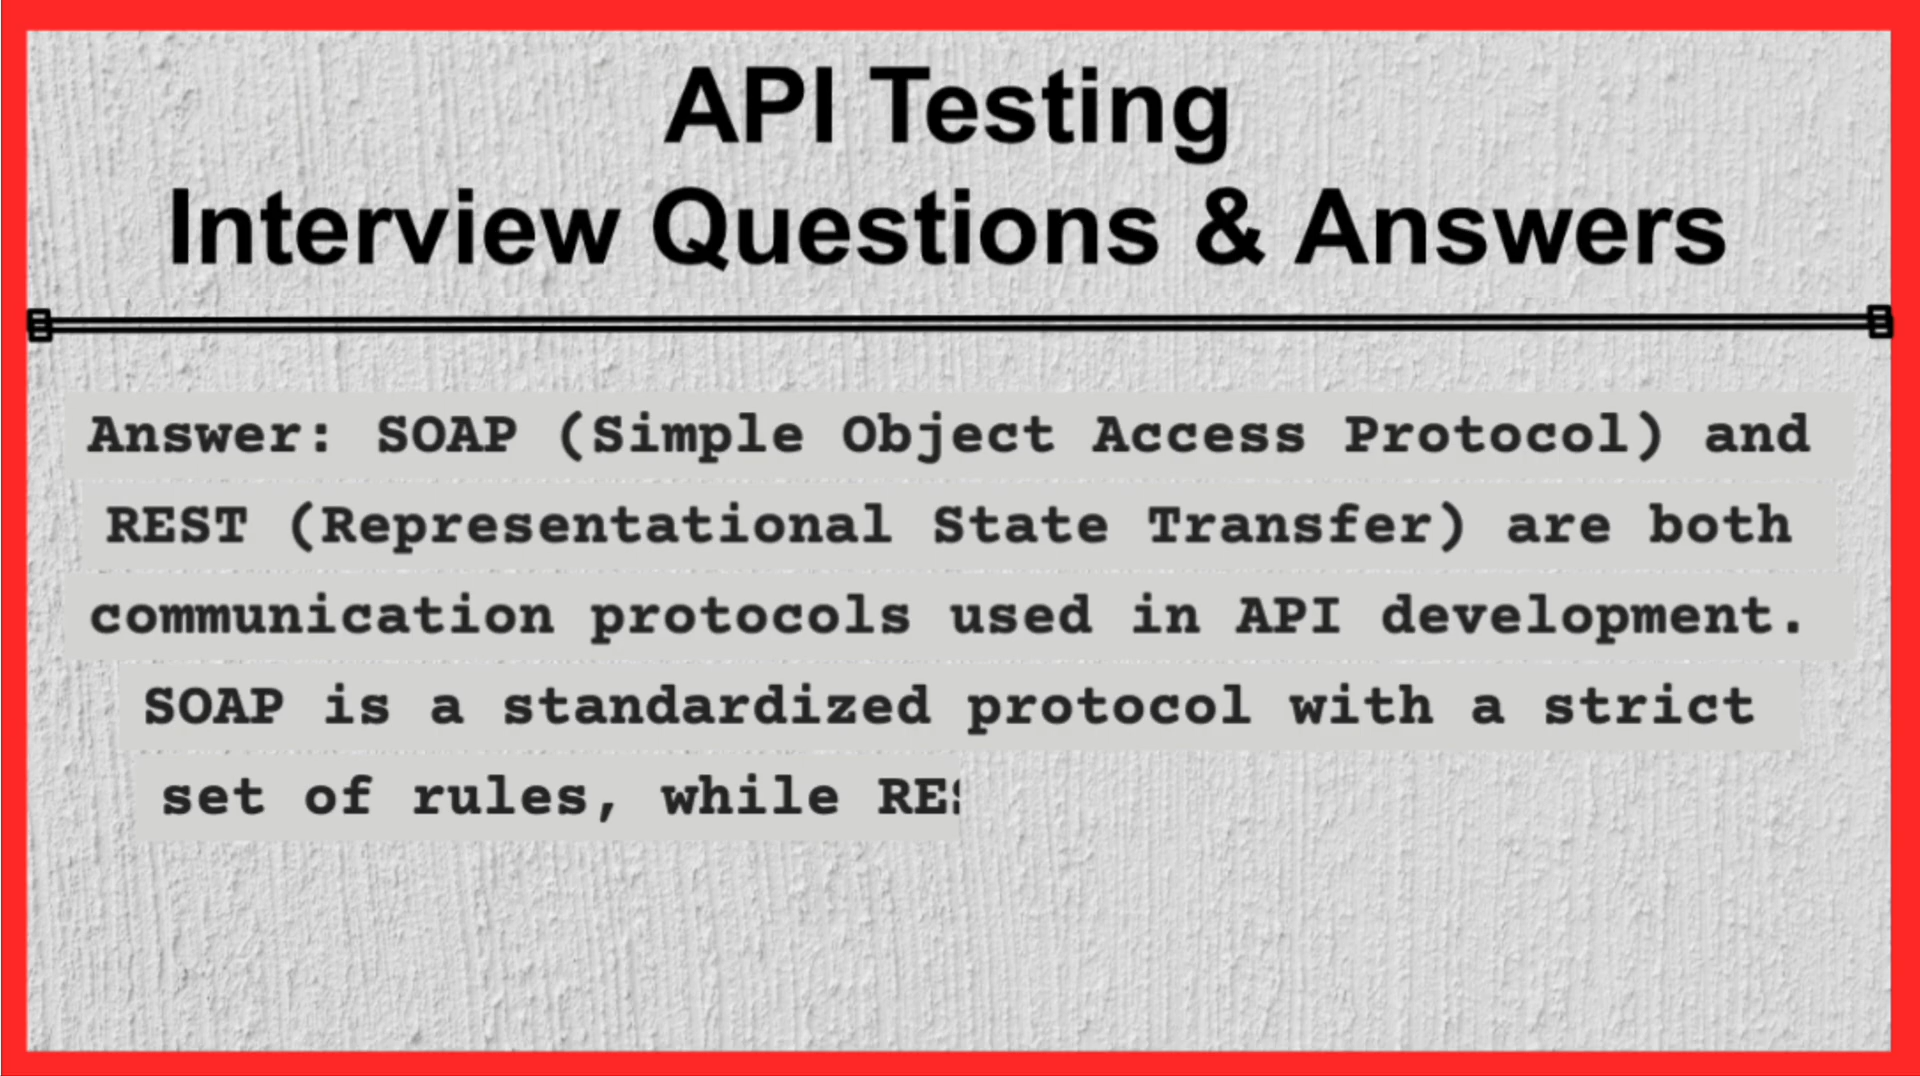 API Testing
Interview Questions & Answers
Answer: SOAP (Simple Object Access Protocol) and
REST (Representational State Transfer) are both
communication protocols used in API development.
SOAP is a standardized protocol with a strict
set of rules, while